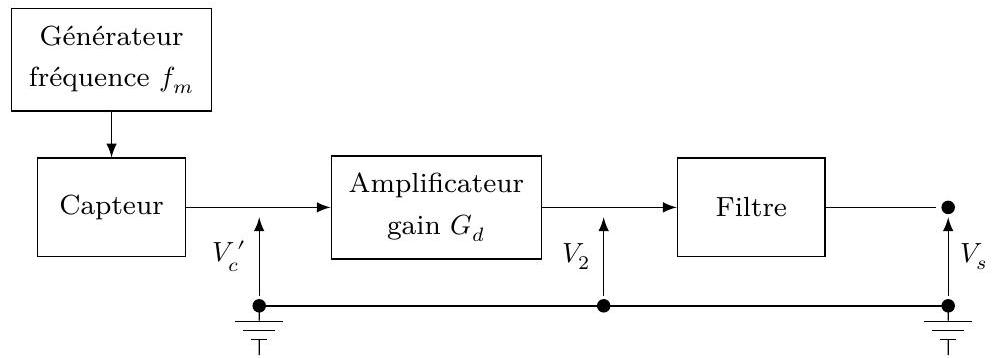 Générateur
fréquence f_m
Capteur
Amplificateur
gain G_d
Filtre
V_c'
V_2
V_s